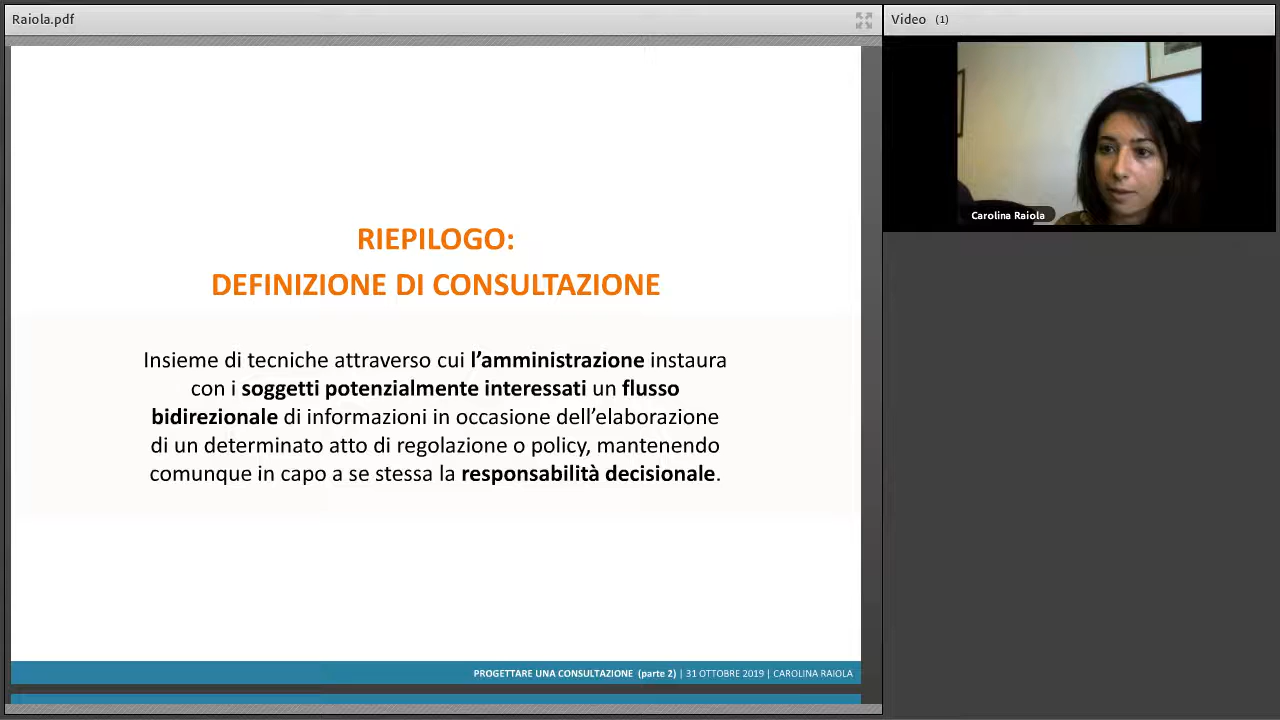 Raiola.pdf
Video (1)
Carolina Raiola
RIEPILOGO:
DEFINIZIONE DI CONSULTAZIONE
Insieme di tecniche attraverso cui l’amministrazione instaura
con i soggetti potenzialmente interessati un flusso
bidirezionale di informazioni in occasione dell’elaborazione
di un determinato atto di regolazione o policy, mantenendo
comunque in capo a se stessa la responsabilità decisionale.
PROGETTARE UNA CONSULTAZIONE (parte 2) | 31 OTTOBRE 2019 | CAROLINA RAIOLA